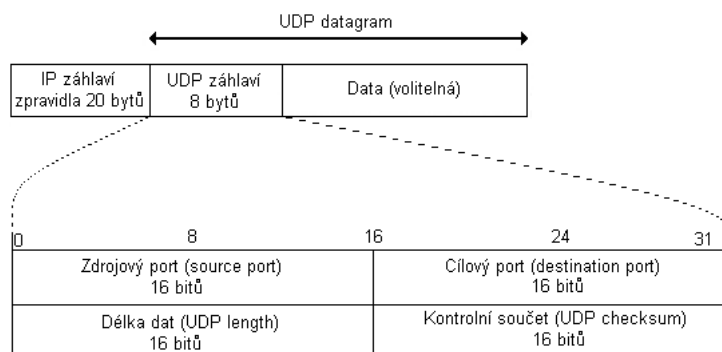 UDP datagram
IP záhlaví
zpravidla 20 bytů
UDP záhlaví
8 bytů
Data (volitelná)
0 8 16 24 31
Zdrojový port (source port)
16 bitů
Cílový port (destination port)
16 bitů
Délka dat (UDP length)
16 bitů
Kontrolní součet (UDP checksum)
16 bitů